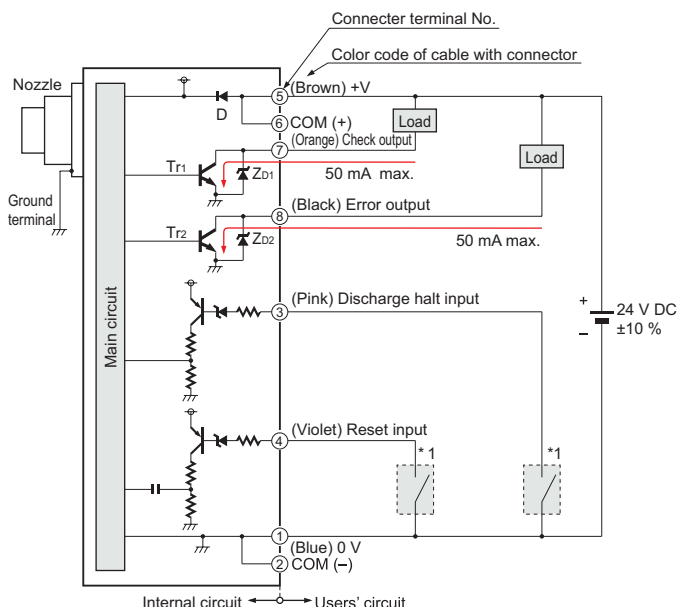 Connecter terminal No.
Color code of cable with connector
Nozzle
D
5 (Brown) +V
6 COM (+)
Load
7 (Orange) Check output
Tr1
ZD1
50 mA max.
Load
Ground
terminal
8 (Black) Error output
Tr2
ZD2
50 mA max.
Main circuit
3 (Pink) Discharge halt input
+
24 V DC
–
±10 %
4 (Violet) Reset input
* 1
*1
1
(Blue) 0 V
2 COM (–)
Internal circuit
Users' circuit